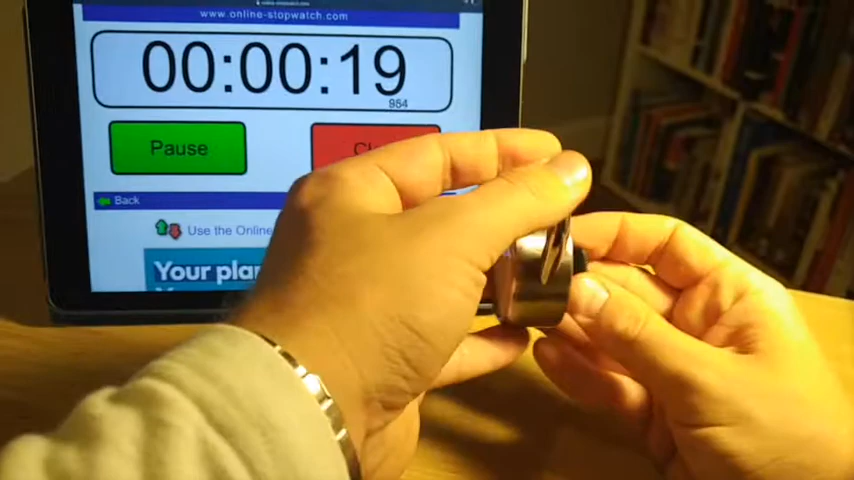 www.online-stopwatch.com
00:00:19
954
Pause
Back
Use the Online
Your plan